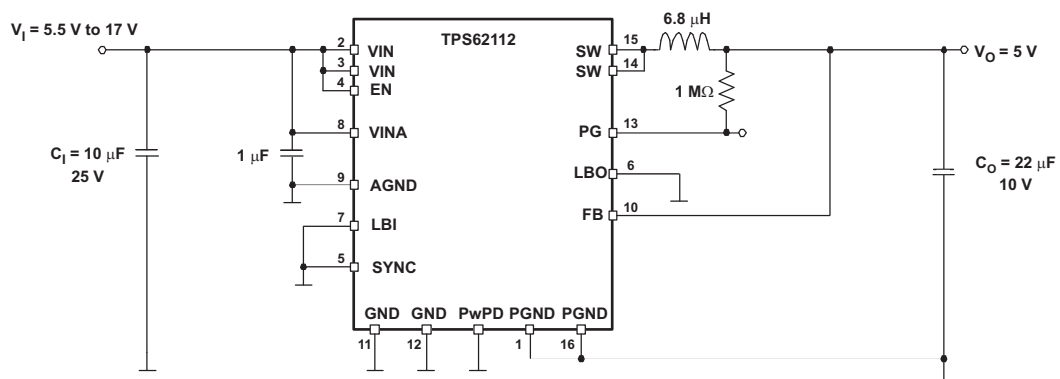 V_I = 5.5 V to 17 V
TPS62112
6.8 μH
V_O = 5 V
2
VIN
3
VIN
4
EN
8
VINA
9
AGND
7
LBI
5
SYNC
15
SW
14
SW
1 MΩ
13
PG
6
LBO
10
FB
C_I = 10 μF
25 V
1 μF
C_O = 22 μF
10 V
GND
GND
PwPD
PGND
PGND
11
12
1
16